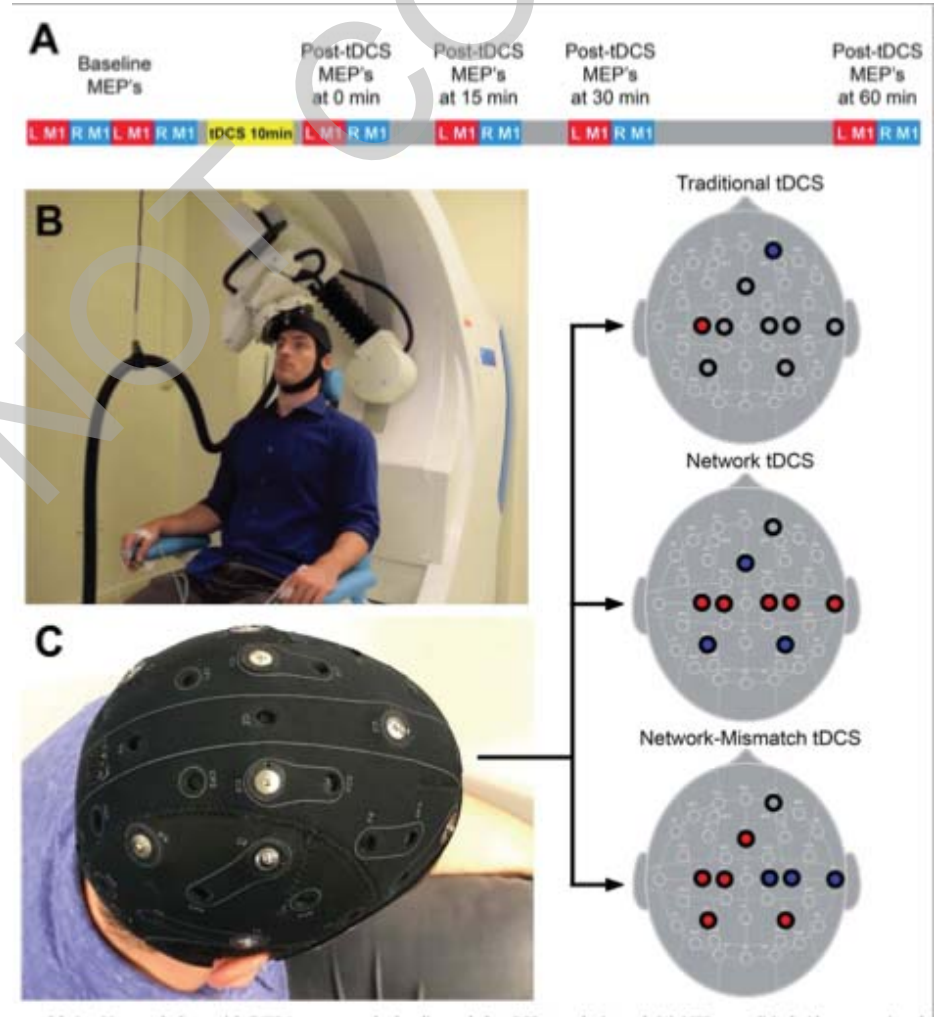 A
Baseline
MEP's
Post-tDCS
MEP's
at 0 min
Post-tDCS
MEP's
at 15 min
Post-tDCS
MEP's
at 30 min
Post-tDCS
MEP's
at 60 min
L M1 R M1 L M1 R M1 tDCS 10min L M1 R M1 L M1 R M1 L M1 R M1 L M1 R M1
B
Traditional tDCS
Network tDCS
C
Network-Mismatch tDCS
NOT CO